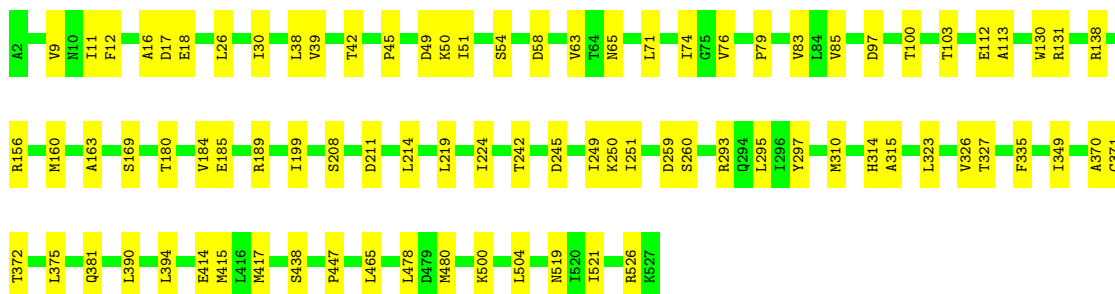 A2 V9 N10 I11 F12 A16 D17 E18 L26 I30 L38 V39 T42 P45 D49 K50 I51 S54 D58 V63 T64 N65 L71 I74 G75 V76 P79 V83 L84 V85 D97 T100 T103 E112 A113 W130 R131 R138
R156 M160 A163 S169 T180 V184 E185 R189 I199 S208 D211 L214 L219 I224 T242 D245 I249 K250 I251 D259 S260 R293 Q294 L295 I296 Y297 M310 H314 A315 L323 V326 T327 F335 I349 A370
T372 L375 Q381 L390 L394 E414 M415 L416 M417 S438 P447 L465 L478 D479 M480 K500 L504 N519 I520 I521 R526 K527